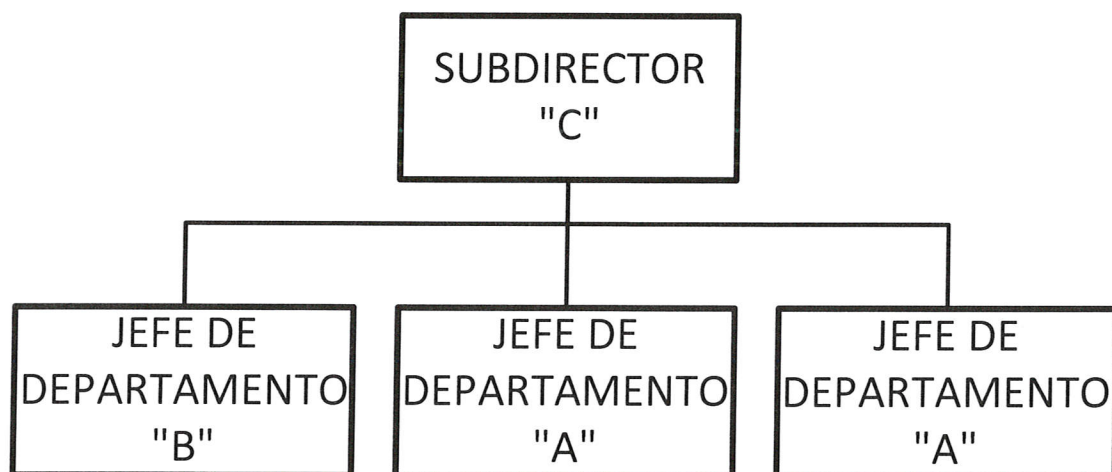 SUBDIRECTOR
"C"
JEFE DE
DEPARTAMENTO
"B"
JEFE DE
DEPARTAMENTO
"A"
JEFE DE
DEPARTAMENTO
"A"